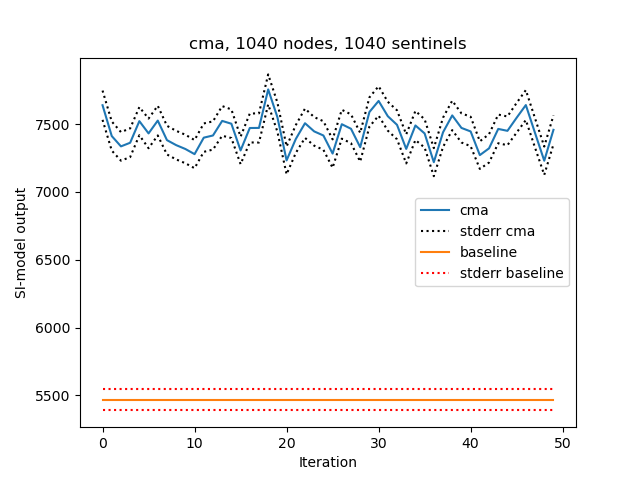 cma, 1040 nodes, 1040 sentinels
SI-model output
7500
7000
6500
6000
5500
cma
stderr cma
baseline
stderr baseline
0 10 20 30 40 50
Iteration